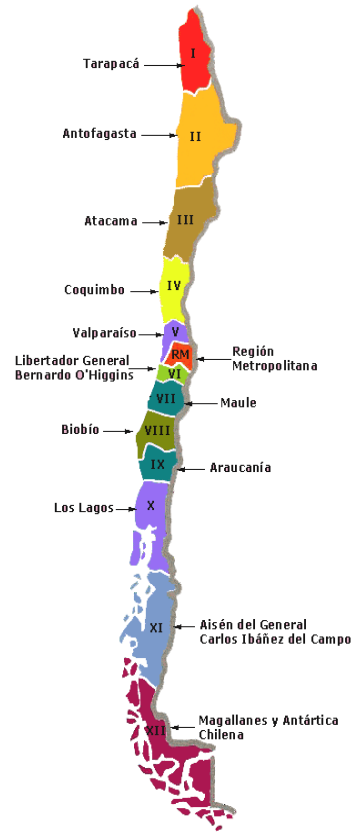 I
Tarapacá
Antofagasta
II
Atacama
III
IV
Coquimbo
Valparaíso
V
Libertador General
Bernardo O'Higgins
RM
Región
Metropolitana
VI
VII
Maule
Biobío
VIII
IX
Araucanía
Los Lagos
X
XI
Aisén del General
Carlos Ibáñez del Campo
XII
Magallanes y Antártica
Chilena